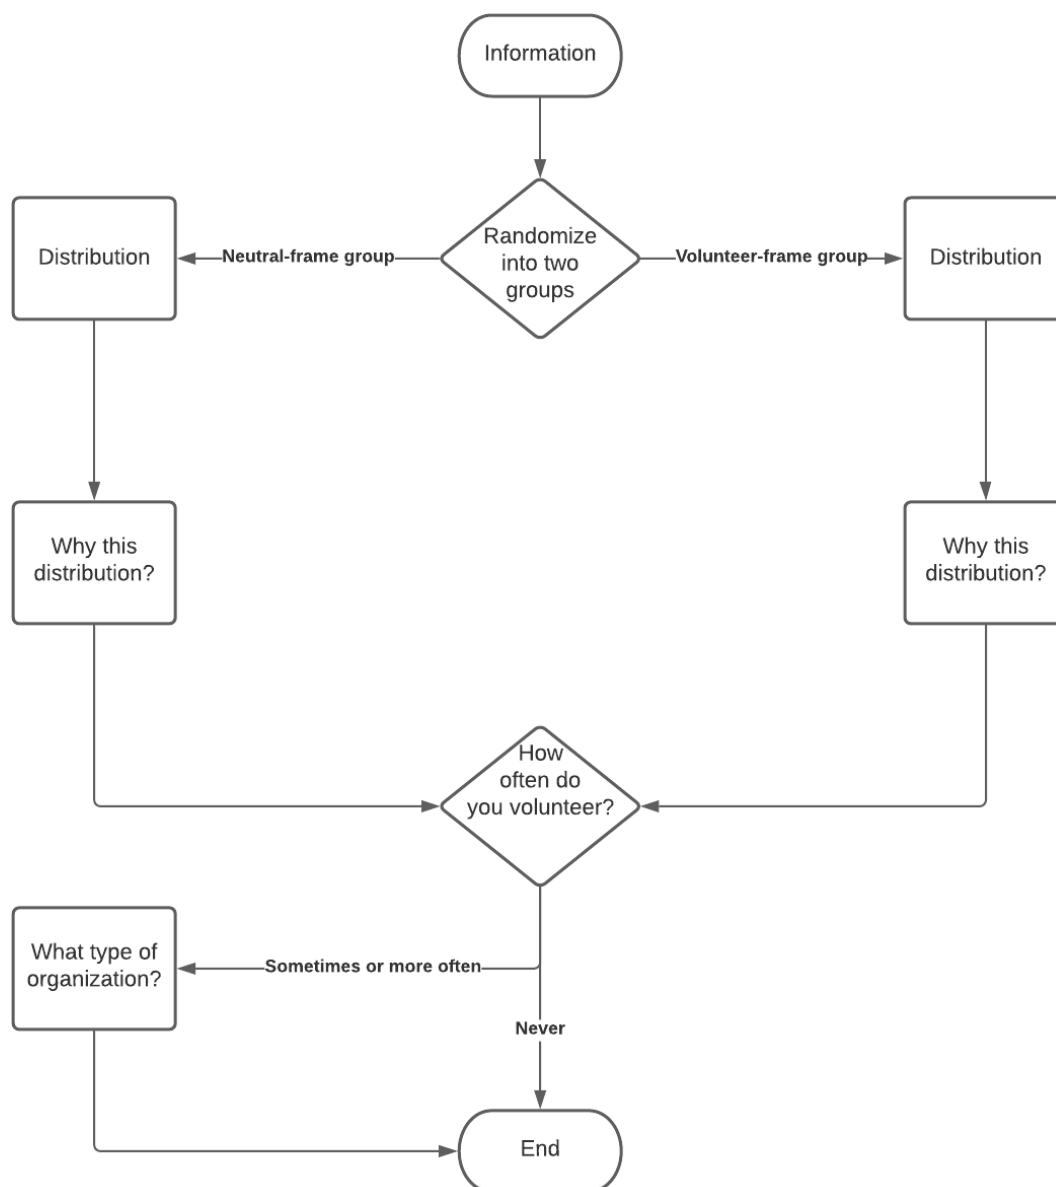 Information
Randomize
into two
groups
Neutral-frame group
Volunteer-frame group
Distribution
Distribution
Why this
distribution?
Why this
distribution?
How
often do
you volunteer?
What type of
organization?
Sometimes or more often
Never
End